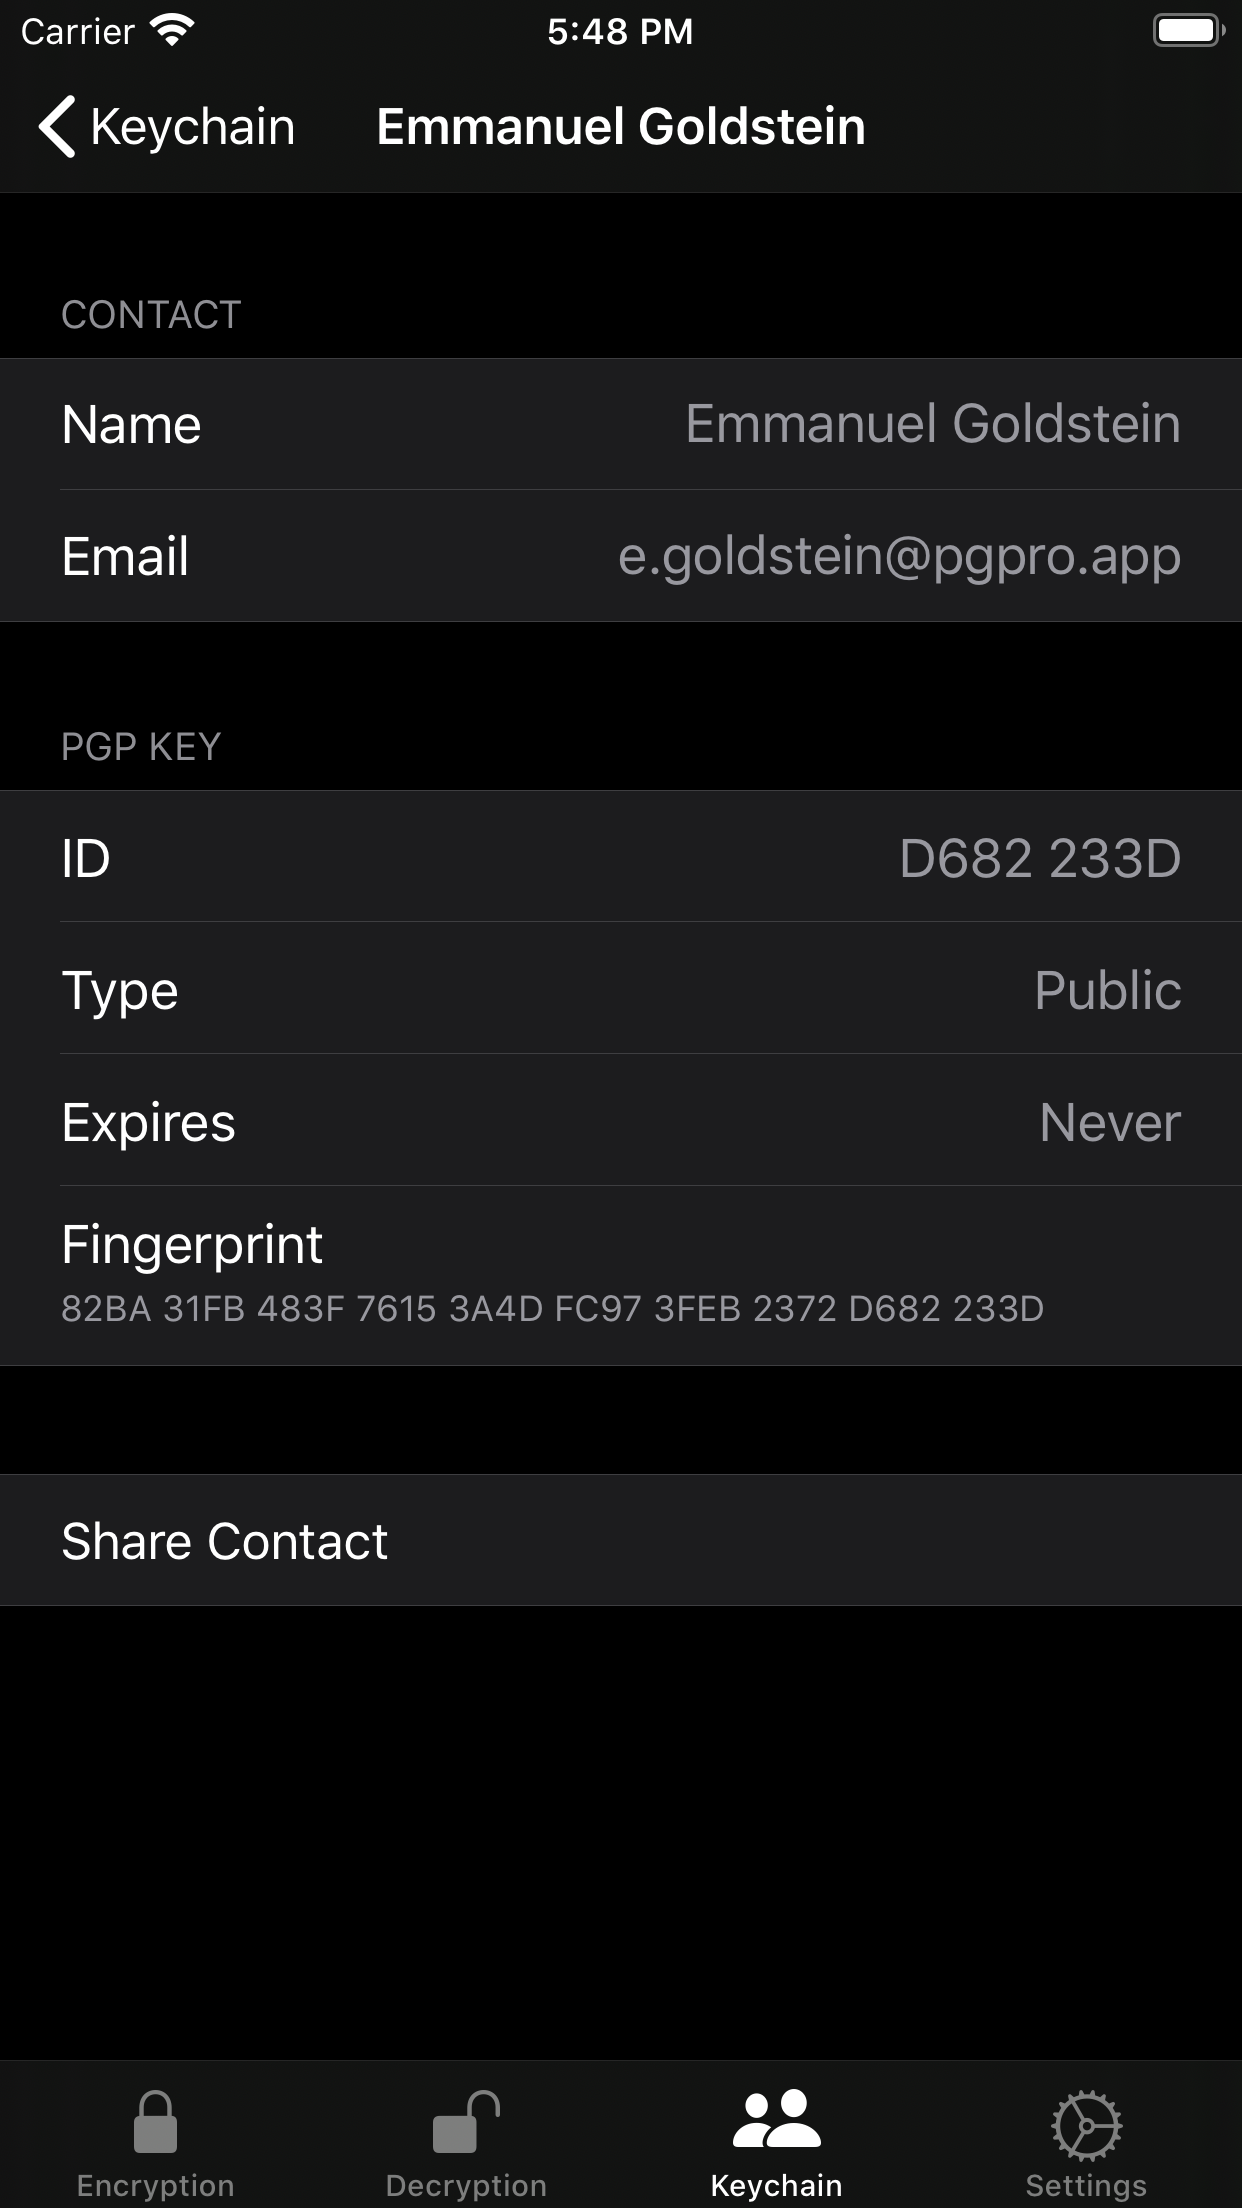 Carrier 5:48 PM
Keychain Emmanuel Goldstein
CONTACT
Name Emmanuel Goldstein
Email e.goldstein@pgpro.app
PGP KEY
ID D682 233D
Type Public
Expires Never
Fingerprint
82BA 31FB 483F 7615 3A4D FC97 3FEB 2372 D682 233D
Share Contact
Encryption Decryption Keychain Settings